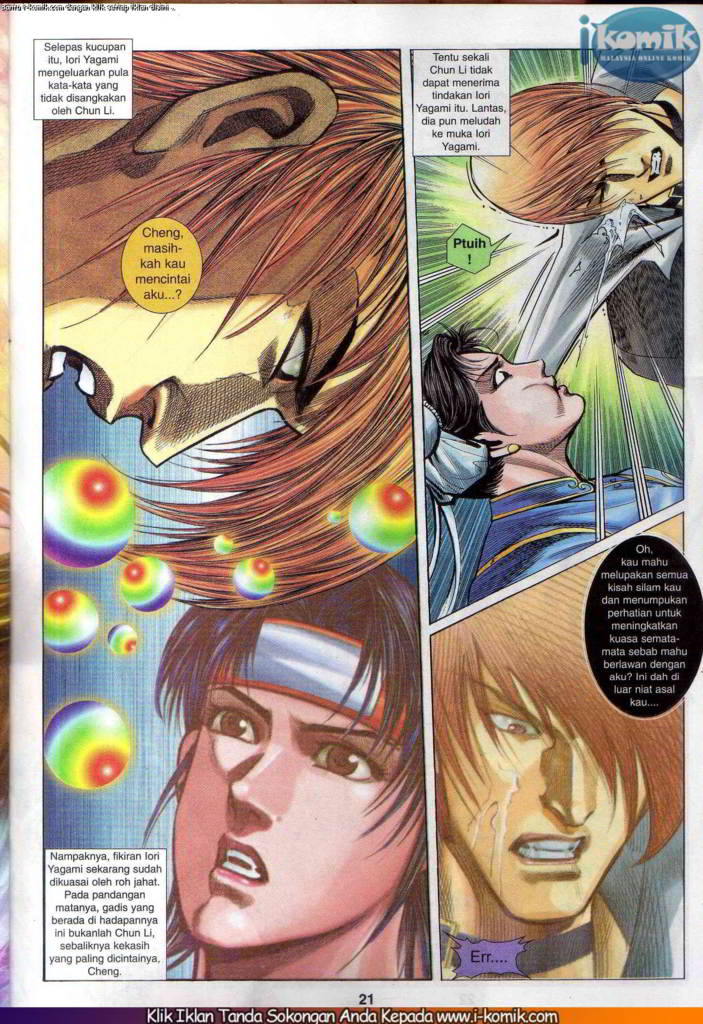 Selepas kucupan
itu, Iori Yagami
mengeluarkan pula
kata-kata yang
tidak disangkakan
oleh Chun Li.
Cheng,
masih-
kah kau
mencintai
aku...?
Nampaknya, fikiran Iori
Yagami sekarang sudah
dikuasai oleh roh jahat.
Pada pandangan
matanya, gadis yang
berada di hadapannya
ini bukanlah Chun Li,
sebaliknya kekasih
yang paling dicintainya,
Cheng.
iKomik
MALAYSIA ONLINE KOMIK
Tentu sekali
Chun Li tidak
dapat menerima
tindakan Iori
Yagami itu. Lantas,
dia pun meludah
ke muka Iori
Yagami.
Ptuih
!
Oh,
kau mahu
melupakan semua
kisah silam kau
dan menumpukan
perhatian untuk
meningkatkan
kuasa semata-
mata sebab mahu
berlawan dengan
aku? Ini dah di
luar niat asal
kau....
Err....
21
Klik Iklan Tanda Sokongan Anda Kepada www.i-komik.com